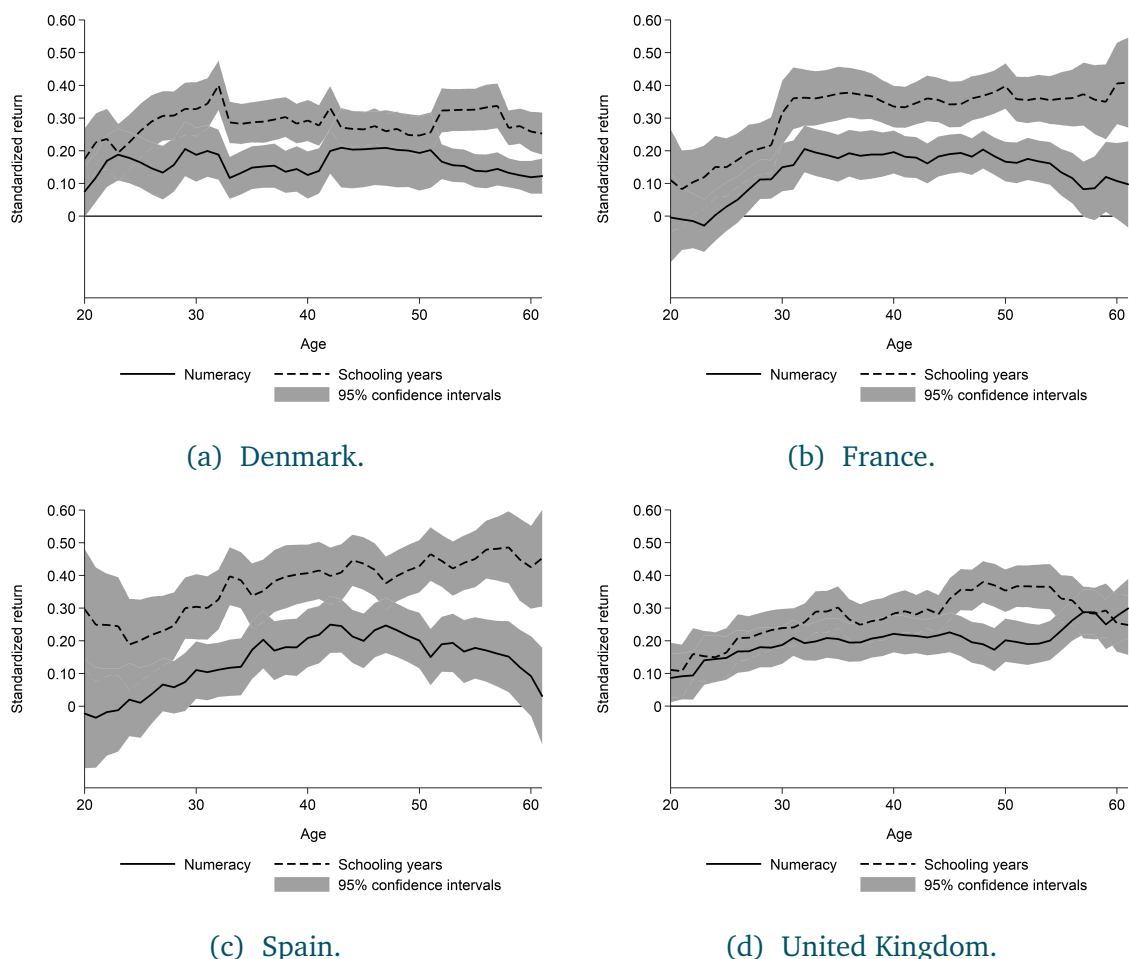 0.60 0.60
0.50 0.50
0.40 0.40
0.30 0.30
0.20 0.20
0.10 0.10
0 0
Standardized return Standardized return
20 30 40 50 60 20 30 40 50 60
Age Age
Numeracy Schooling years Numeracy Schooling years
95% confidence intervals 95% confidence intervals
(a) Denmark. (b) France.
0.60 0.60
0.50 0.50
0.40 0.40
0.30 0.30
0.20 0.20
0.10 0.10
0 0
Standardized return Standardized return
20 30 40 50 60 20 30 40 50 60
Age Age
Numeracy Schooling years Numeracy Schooling years
95% confidence intervals 95% confidence intervals
(c) Spain. (d) United Kingdom.